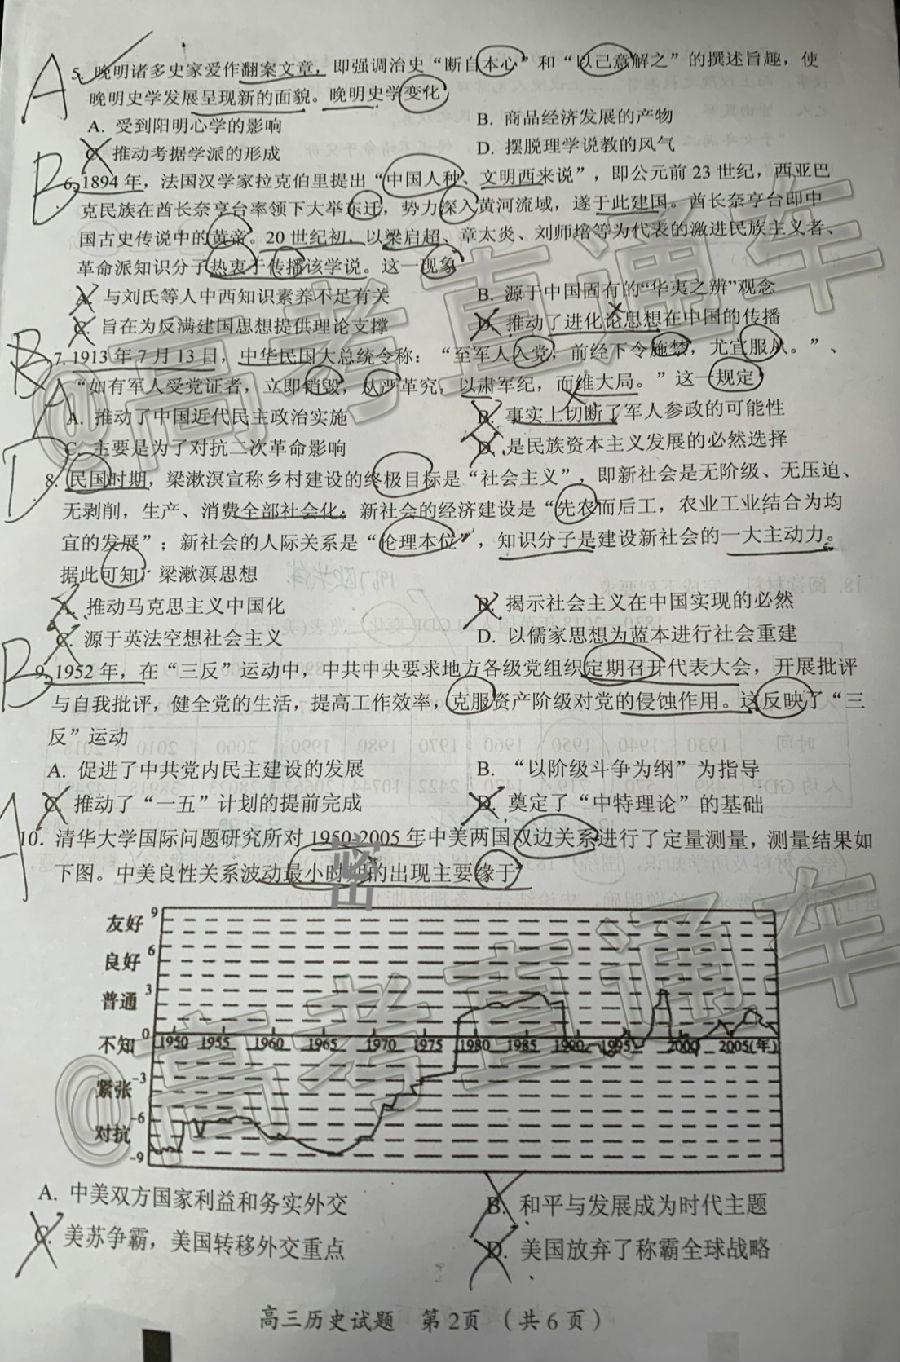 A
5. 晚明诸多史家爱作翻案文章，即强调治史“断自本心”和“以己意解之”的撰述旨趣，使
晚明史学发展呈现新的面貌。晚明史学变化
A. 受到阳明心学的影响
B. 商品经济发展的产物
C. 推动考据学派的形成
D. 摆脱理学说教的风气
B
6. 1894 年，法国汉学家拉克伯里提出“中国人种、文明西来说”，即公元前 23 世纪，西亚巴
克民族在酋长奈亨台率领下大举东迁，势力深入黄河流域，遂于此建国。酋长奈亨台即中
国古史传说中的黄帝。20 世纪初，以梁启超、章太炎、刘师培等为代表的激进民族主义者、
革命派知识分子热衷于传播该学说。这一现象
A. 与刘氏等人中西知识素养不足有关
B. 源于中国固有的“华夷之辨”观念
C. 旨在为反满建国思想提供理论支撑
D. 推动了进化论思想在中国的传播
B
7. 1913 年 7 月 13 日，中华民国大总统令称：“至军人入党，前经下令施禁，尤宜服从。”、
“如有军人受党证者，立即销毁，从严革究，以肃军纪，而维大局。”这一规定
A
A. 推动了中国近代民主政治实施
B. 事实上切断了军人参政的可能性
C. 主要是为了对抗二次革命影响
D. 是民族资本主义发展的必然选择
D
8. 民国时期，梁漱溟宣称乡村建设的终极目标是“社会主义”，即新社会是无阶级、无压迫、
无剥削，生产、消费全部社会化；新社会的经济建设是“先农而后工，农业工业结合为均
宜的发展”；新社会的人际关系是“伦理本位”，知识分子是建设新社会的一大主动力。
据此可知，梁漱溟思想
A. 推动马克思主义中国化
B. 揭示社会主义在中国实现的必然
C. 源于英法空想社会主义
D. 以儒家思想为蓝本进行社会重建
B
9. 1952 年，在“三反”运动中，中共中央要求地方各级党组织定期召开代表大会，开展批评
与自我批评，健全党的生活，提高工作效率，克服资产阶级对党的侵蚀作用。这反映了“三
反”运动
A. 促进了中共党内民主建设的发展
B. “以阶级斗争为纲”为指导
C. 推动了“一五”计划的提前完成
D. 奠定了“中特理论”的基础
A
10. 清华大学国际问题研究所对 1950-2005 年中美两国双边关系进行了定量测量，测量结果如
下图。中美良性关系波动最小时期的出现主要缘于
密
友好 9
良好 6
普通 3
不知 0
1950 1955 1960 1965 1970 1975 1980 1985 1990 1995 2000 2005(年)
紧张 -3
-6
对抗
-9
A. 中美双方国家利益和务实外交
B. 和平与发展成为时代主题
C. 美苏争霸，美国转移外交重点
D. 美国放弃了称霸全球战略
高三历史试题 第 2 页 （共 6 页）
@高考直通车
@高考直通车